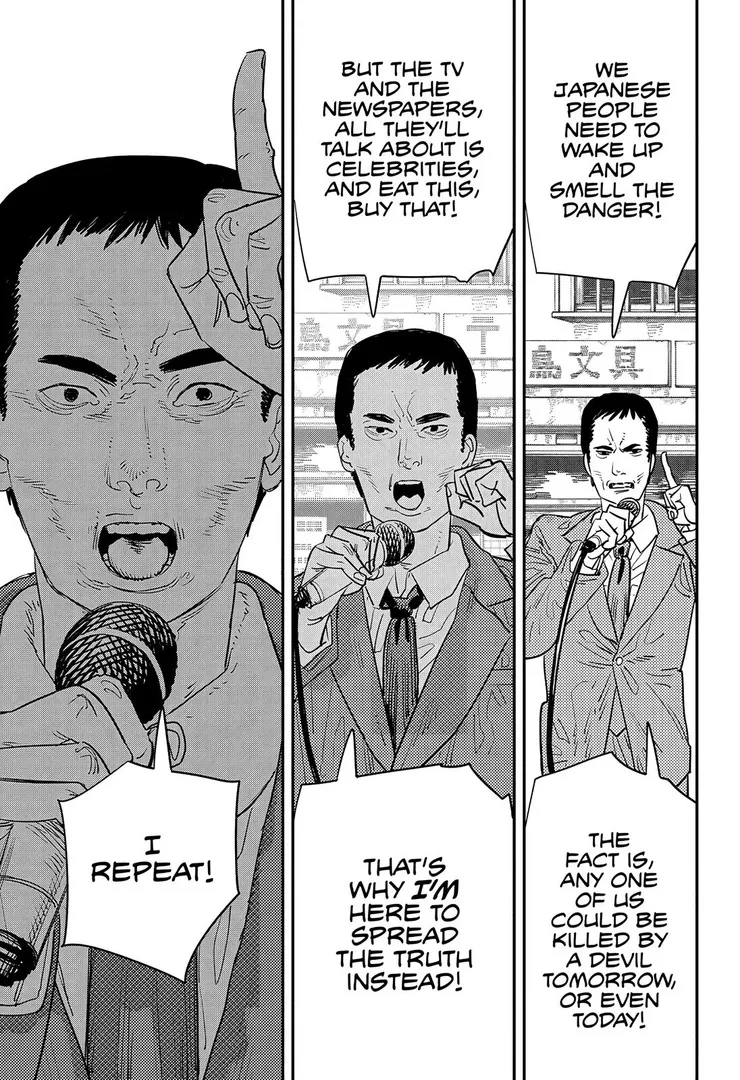 WE
JAPANESE
PEOPLE
NEED TO
WAKE UP
AND
SMELL THE
DANGER!
鳥文具
THE
FACT IS,
ANY ONE
OF US
COULD BE
KILLED BY
A DEVIL
TOMORROW,
OR EVEN
TODAY!
BUT THE TV
AND THE
NEWSPAPERS,
ALL THEY'LL
TALK ABOUT IS
CELEBRITIES,
AND EAT THIS,
BUY THAT!
鳥文具 〒
THAT'S
WHY I'M
HERE TO
SPREAD
THE TRUTH
INSTEAD!
I
REPEAT!